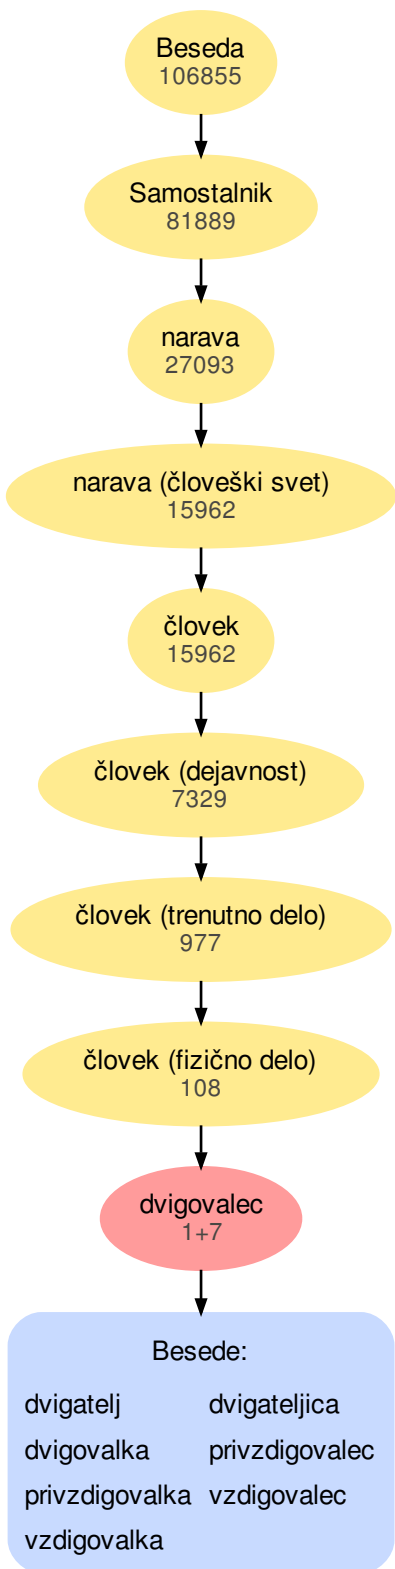 Beseda
106855
Samostalnik
81889
narava
27093
narava (človeški svet)
15962
človek
15962
človek (dejavnost)
7329
človek (trenutno delo)
977
človek (fizično delo)
108
dvigovalec
1+7
Besede:
dvigatelj dvigateljica
dvigovalka privzdigovalec
privzdigovalka vzdigovalec
vzdigovalka